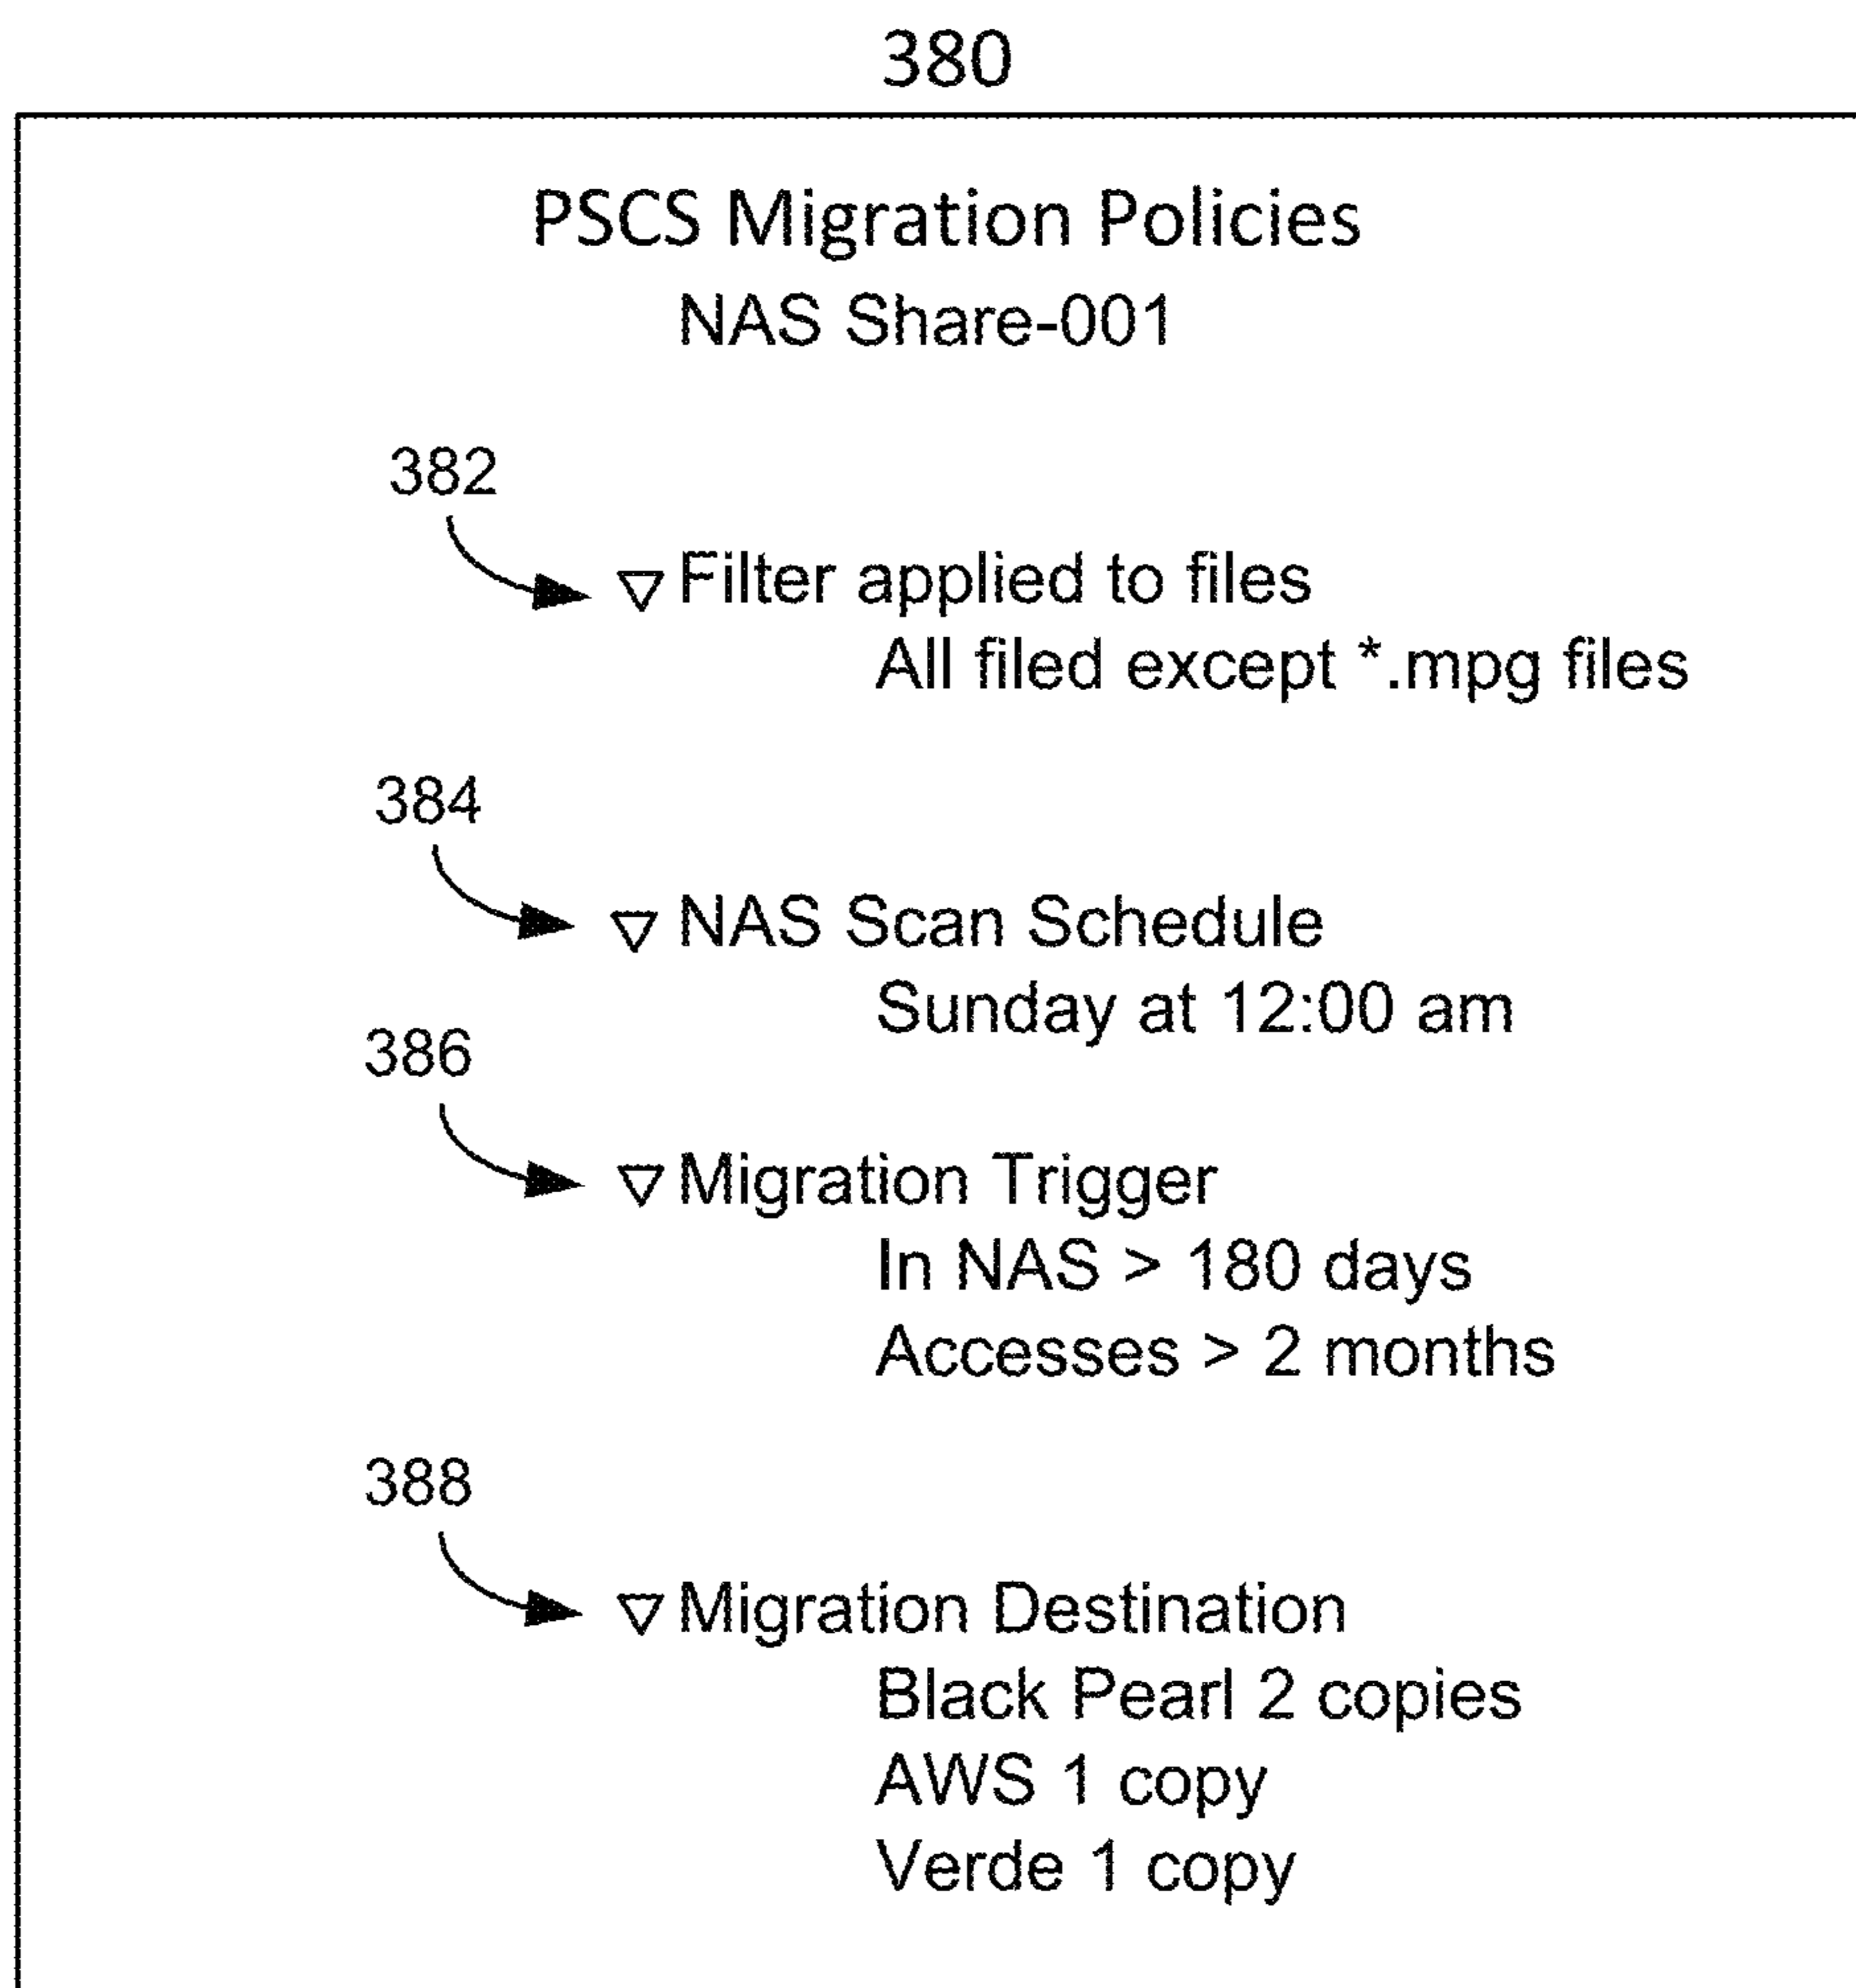 380
PSCS Migration Policies
NAS Share-001
382
Filter applied to files
All filed except *.mpg files
384
NAS Scan Schedule
Sunday at 12:00 am
386
Migration Trigger
In NAS > 180 days
Accesses > 2 months
388
Migration Destination
Black Pearl 2 copies
AWS 1 copy
Verde 1 copy